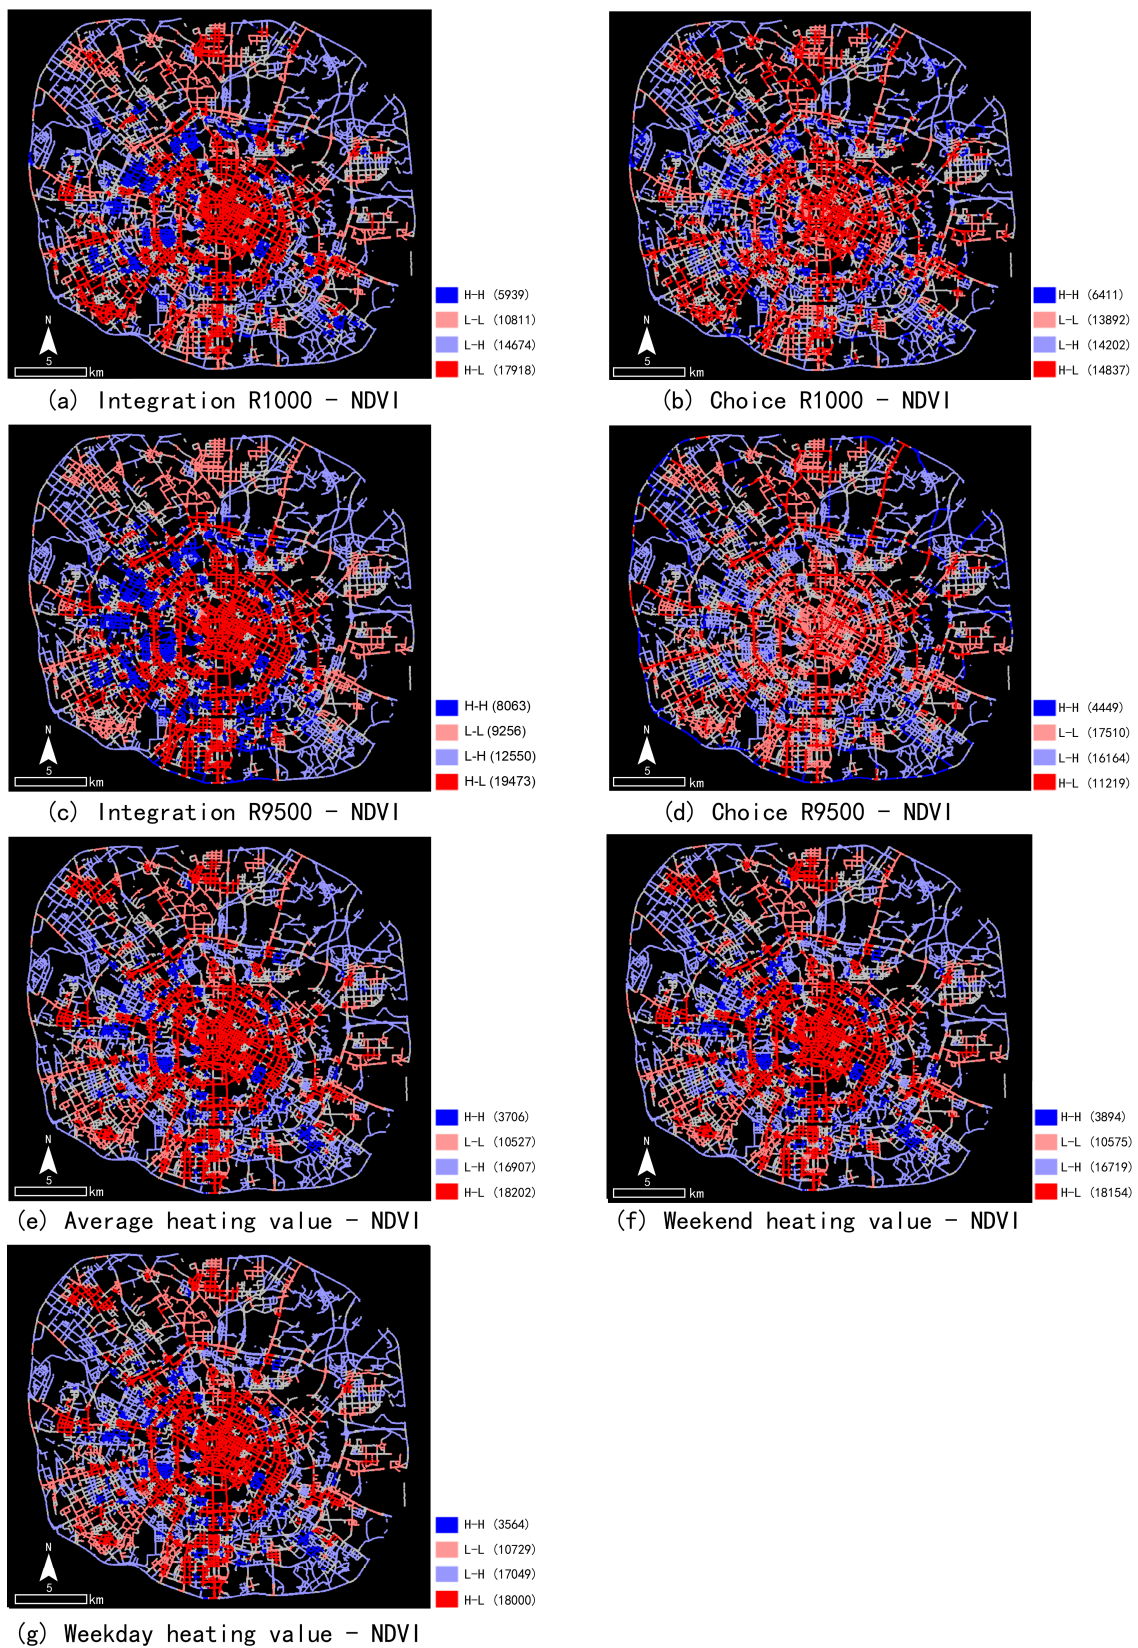 H-H (5939)
L-L (10811)
L-H (14674)
H-L (17918)
N
5
km
(a) Integration R1000 - NDVI
H-H (6411)
L-L (13892)
L-H (14202)
H-L (14837)
N
5
km
(b) Choice R1000 - NDVI
H-H (8063)
L-L (9256)
L-H (12550)
H-L (19473)
N
5
km
(c) Integration R9500 - NDVI
H-H (4449)
L-L (17510)
L-H (16164)
H-L (11219)
N
5
km
(d) Choice R9500 - NDVI
H-H (3706)
L-L (10527)
L-H (16907)
H-L (18202)
N
5
km
(e) Average heating value - NDVI
H-H (3894)
L-L (10575)
L-H (16719)
H-L (18154)
N
5
km
(f) Weekend heating value - NDVI
H-H (3564)
L-L (10729)
L-H (17049)
H-L (18000)
N
5
km
(g) Weekday heating value - NDVI